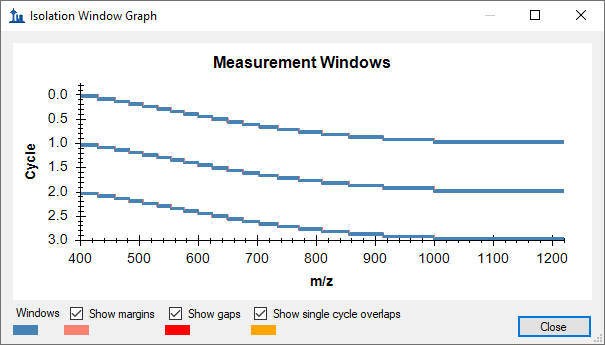 Isolation Window Graph
Measurement Windows
Cycle
0.0
0.5
1.0
1.5
2.0
2.5
3.0
400 500 600 700 800 900 1000 1100 1200
m/z
Windows Show margins Show gaps Show single cycle overlaps
Close